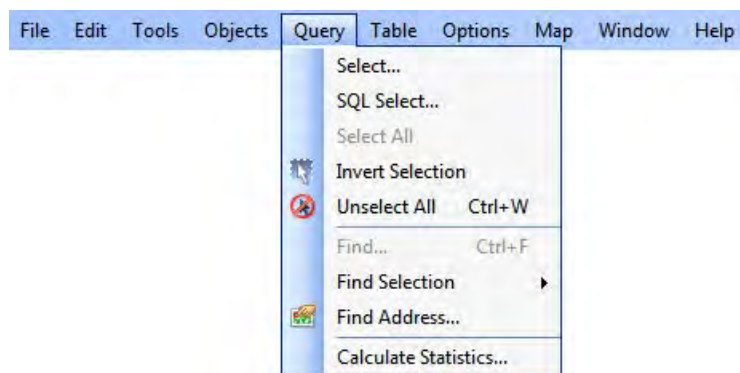 File Edit Tools Objects Query Table Options Map Window Help
Select...
SQL Select...
Select All
Invert Selection
Unselect All Ctrl+W
Find... Ctrl+F
Find Selection
Find Address...
Calculate Statistics...